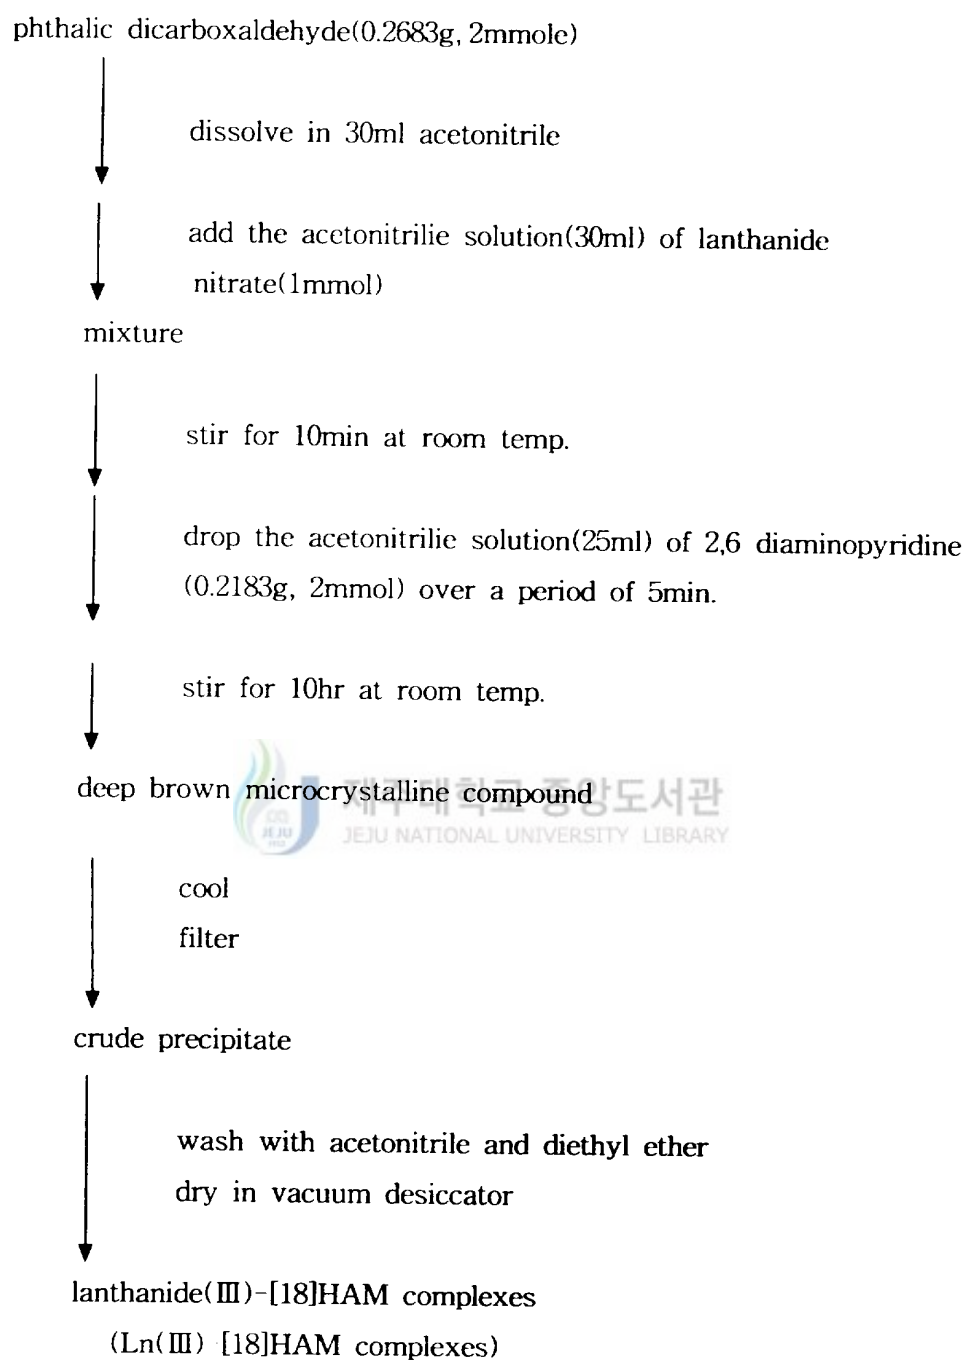 phthalic dicarboxaldehyde(0.2683g, 2mmole)
dissolve in 30ml acetonitrile
add the acetonitrilie solution(30ml) of lanthanide
nitrate(1mmol)
mixture
stir for 10min at room temp.
drop the acetonitrilie solution(25ml) of 2,6 diaminopyridine
(0.2183g, 2mmol) over a period of 5min.
stir for 10hr at room temp.
deep brown microcrystalline compound
제주대학교 중앙도서관
JEJU NATIONAL UNIVERSITY LIBRARY
JEJU
1952
cool
filter
crude precipitate
wash with acetonitrile and diethyl ether
dry in vacuum desiccator
lanthanide(Ⅲ)-[18]HAM complexes
(Ln(Ⅲ) [18]HAM complexes)